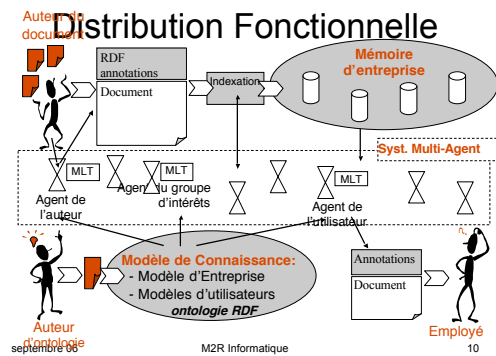 Distribution Fonctionnelle
Auteur du
document
RDF
annotations
Document
Indexation
Mémoire
d'entreprise
Syst. Multi-Agent
MLT
MLT
MLT
Agent de
l'auteur
Agent du groupe
d'intérêts
Agent de
l'utilisateur
Modèle de Connaissance:
- Modèle d'Entreprise
- Modèles d'utilisateurs
ontologie RDF
Annotations
Document
Auteur
d'ontologie
Employé
septembre 06
M2R Informatique
10